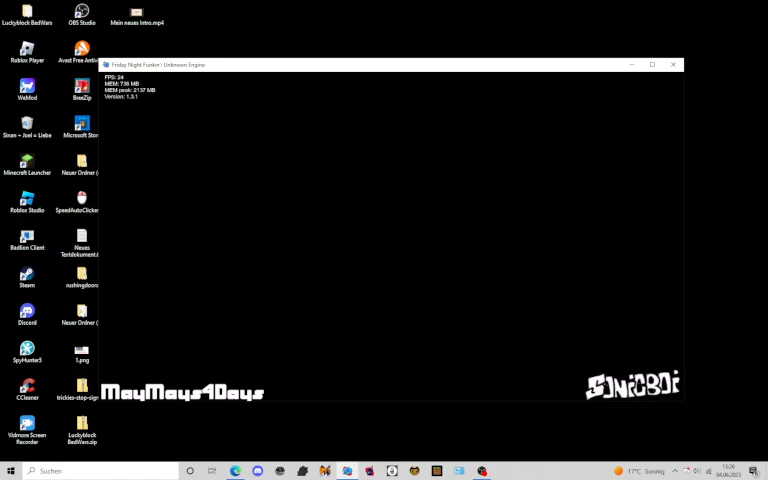 Luckyblock BedWars
OBS Studio
Mein neues Intro.mp4
Roblox Player
Avast Free Antivi
Friday Night Funkin': Unknown Engine
FPS: 24
MEM: 735 MB
MEM peak: 2137 MB
Version: 1.3.1
WeMod
BreeZip
Sinan + Joel = Liebe
Microsoft Stor
Minecraft Launcher
Neuer Ordner (
Roblox Studio
SpeedAutoClicker
Badlion Client
Neues
Textdokument.t
Steam
rushingdoors
Discord
Neuer Ordner (
SpyHunter5
1.png
CCleaner
trickies-stop-sign
MayMays4Days
SONICBOI
Vidmore Screen
Recorder
Luckyblock
BedWars.zip
Suchen
17°C Sonnig
13:26
04.06.2023